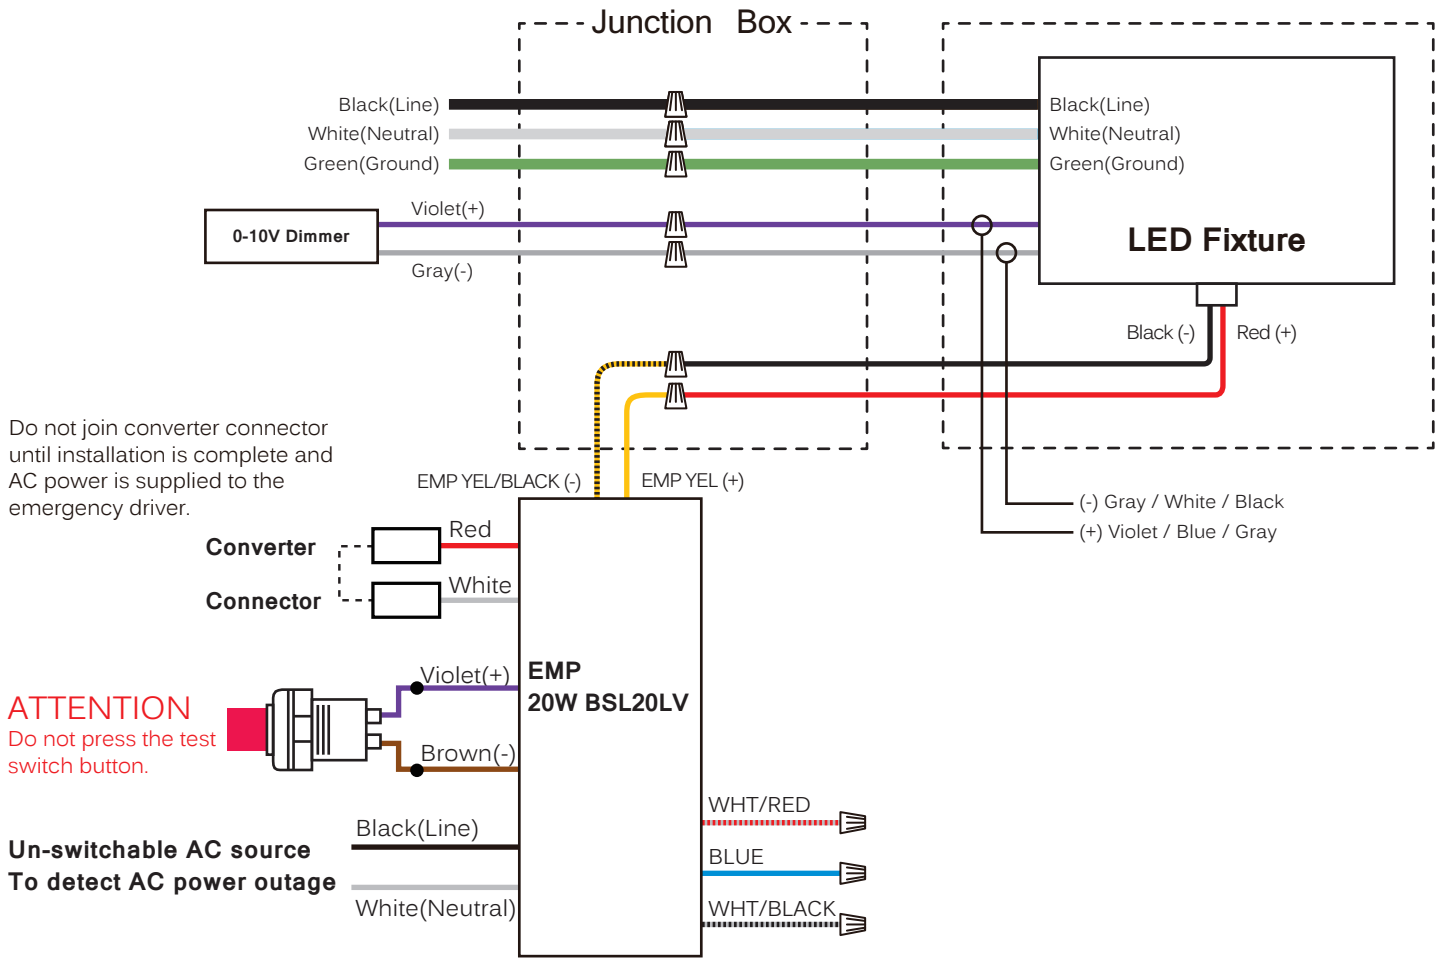 Junction Box
Black(Line)
White(Neutral)
Green(Ground)
Black(Line)
White(Neutral)
Green(Ground)
Violet(+)
0-10V Dimmer
Gray(-)
LED Fixture
Black (-)
Red (+)
Do not join converter connector
until installation is complete and
AC power is supplied to the
emergency driver.
EMP YEL/BLACK (-)
EMP YEL (+)
(-) Gray / White / Black
(+) Violet / Blue / Gray
Converter
Red
Connector
White
EMP
20W BSL20LV
Violet(+)
ATTENTION
Do not press the test
switch button.
Brown(-)
WHT/RED
BLUE
WHT/BLACK
Black(Line)
Un-switchable AC source
To detect AC power outage
White(Neutral)